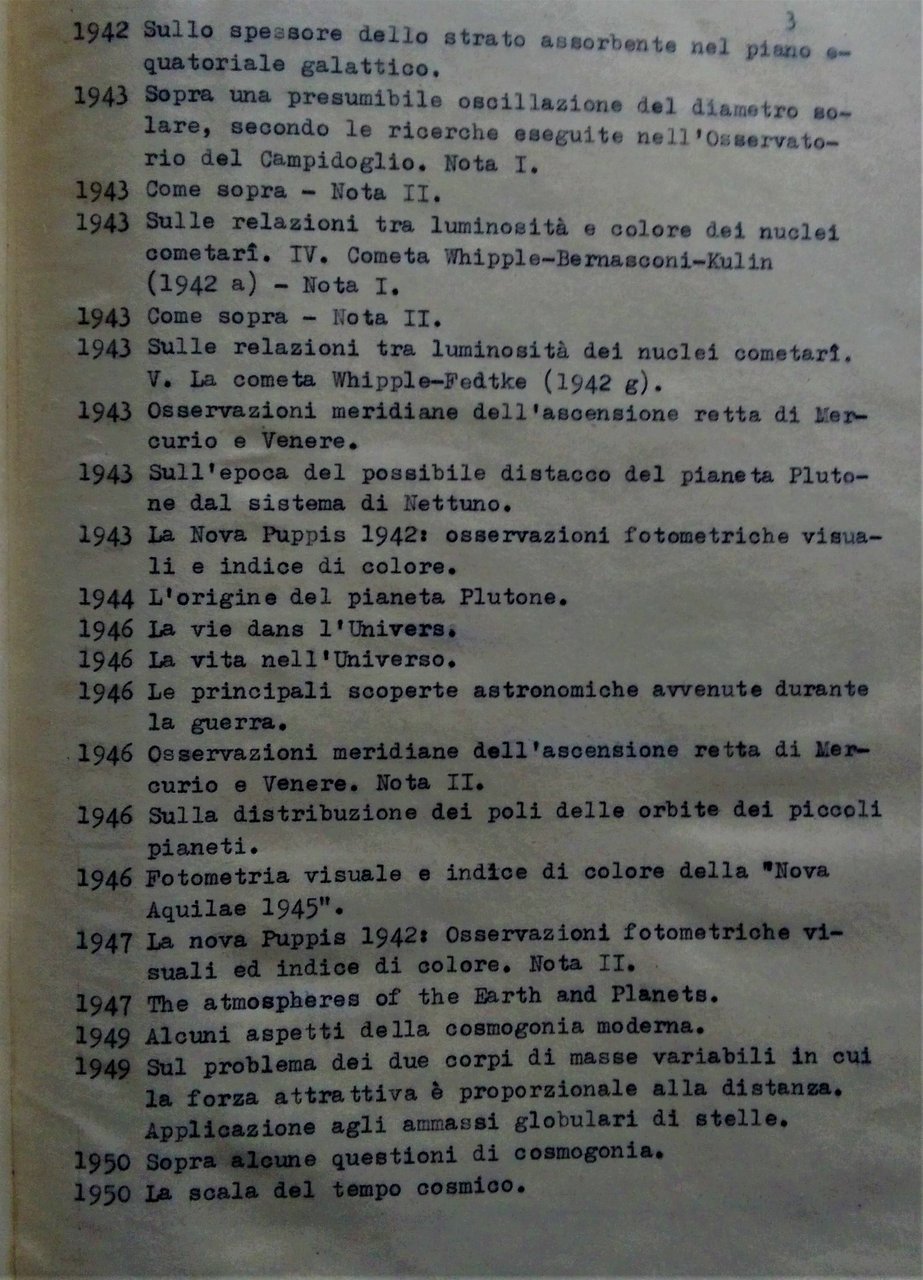 3
1942 Sullo spessore dello strato assorbente nel piano e-
quatoriale galattico.
1943 Sopra una presumibile oscillazione del diametro so-
lare, secondo le ricerche eseguite nell'Osservato-
rio del Campidoglio. Nota I.
1943 Come sopra - Nota II.
1943 Sulle relazioni tra luminosità e colore dei nuclei
cometarî. IV. Cometa Whipple-Bernasconi-Kulin
(1942 a) - Nota I.
1943 Come sopra - Nota II.
1943 Sulle relazioni tra luminosità dei nuclei cometarî.
V. La cometa Whipple-Fedtke (1942 g).
1943 Osservazioni meridiane dell'ascensione retta di Mer-
curio e Venere.
1943 Sull'epoca del possibile distacco del pianeta Pluto-
ne dal sistema di Nettuno.
1943 La Nova Puppis 1942: osservazioni fotometriche visua-
li e indice di colore.
1944 L'origine del pianeta Plutone.
1946 La vie dans l'Univers.
1946 La vita nell'Universo.
1946 Le principali scoperte astronomiche avvenute durante
la guerra.
1946 Osservazioni meridiane dell'ascensione retta di Mer-
curio e Venere. Nota II.
1946 Sulla distribuzione dei poli delle orbite dei piccoli
pianeti.
1946 Fotometria visuale e indice di colore della "Nova
Aquilae 1945".
1947 La nova Puppis 1942: Osservazioni fotometriche vi-
suali ed indice di colore. Nota II.
1947 The atmospheres of the Earth and Planets.
1949 Alcuni aspetti della cosmogonia moderna.
1949 Sul problema dei due corpi di masse variabili in cui
la forza attrattiva è proporzionale alla distanza.
Applicazione agli ammassi globulari di stelle.
1950 Sopra alcune questioni di cosmogonia.
1950 La scala del tempo cosmico.